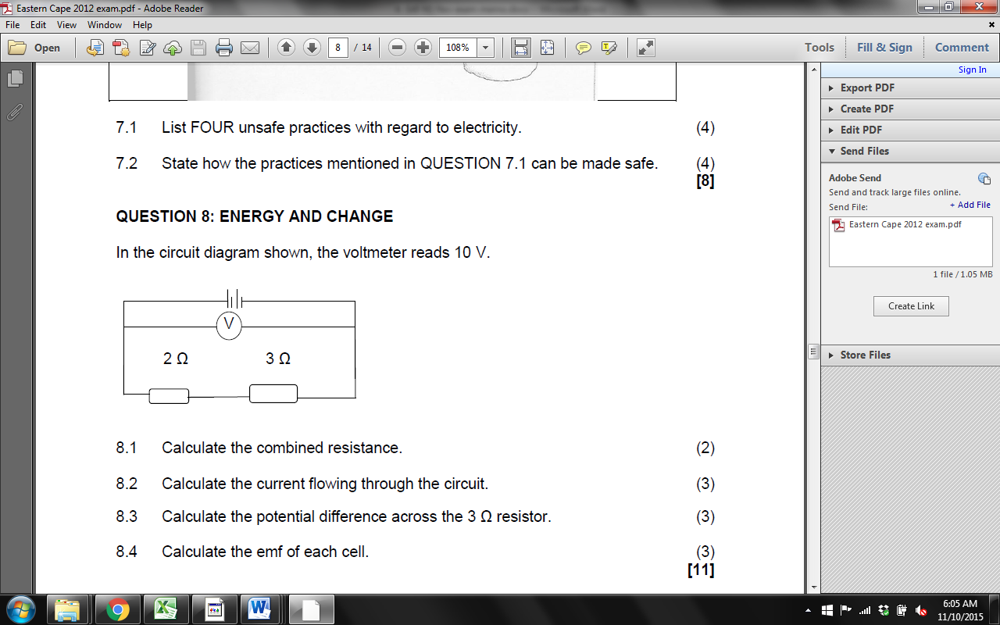 Eastern Cape 2012 exam.pdf - Adobe Reader
File Edit View Window Help
Open 8 / 14 108% Tools Fill & Sign Comment
Sign In
Export PDF
Create PDF
Edit PDF
Send Files
Adobe Send
Send and track large files online.
Send File: + Add File
Eastern Cape 2012 exam.pdf
1 file / 1.05 MB
Create Link
Store Files
7.1 List FOUR unsafe practices with regard to electricity. (4)
7.2 State how the practices mentioned in QUESTION 7.1 can be made safe. (4)
[8]
QUESTION 8: ENERGY AND CHANGE
In the circuit diagram shown, the voltmeter reads 10 V.
V
2 Ω 3 Ω
8.1 Calculate the combined resistance. (2)
8.2 Calculate the current flowing through the circuit. (3)
8.3 Calculate the potential difference across the 3 Ω resistor. (3)
8.4 Calculate the emf of each cell. (3)
[11]
6:05 AM
11/10/2015